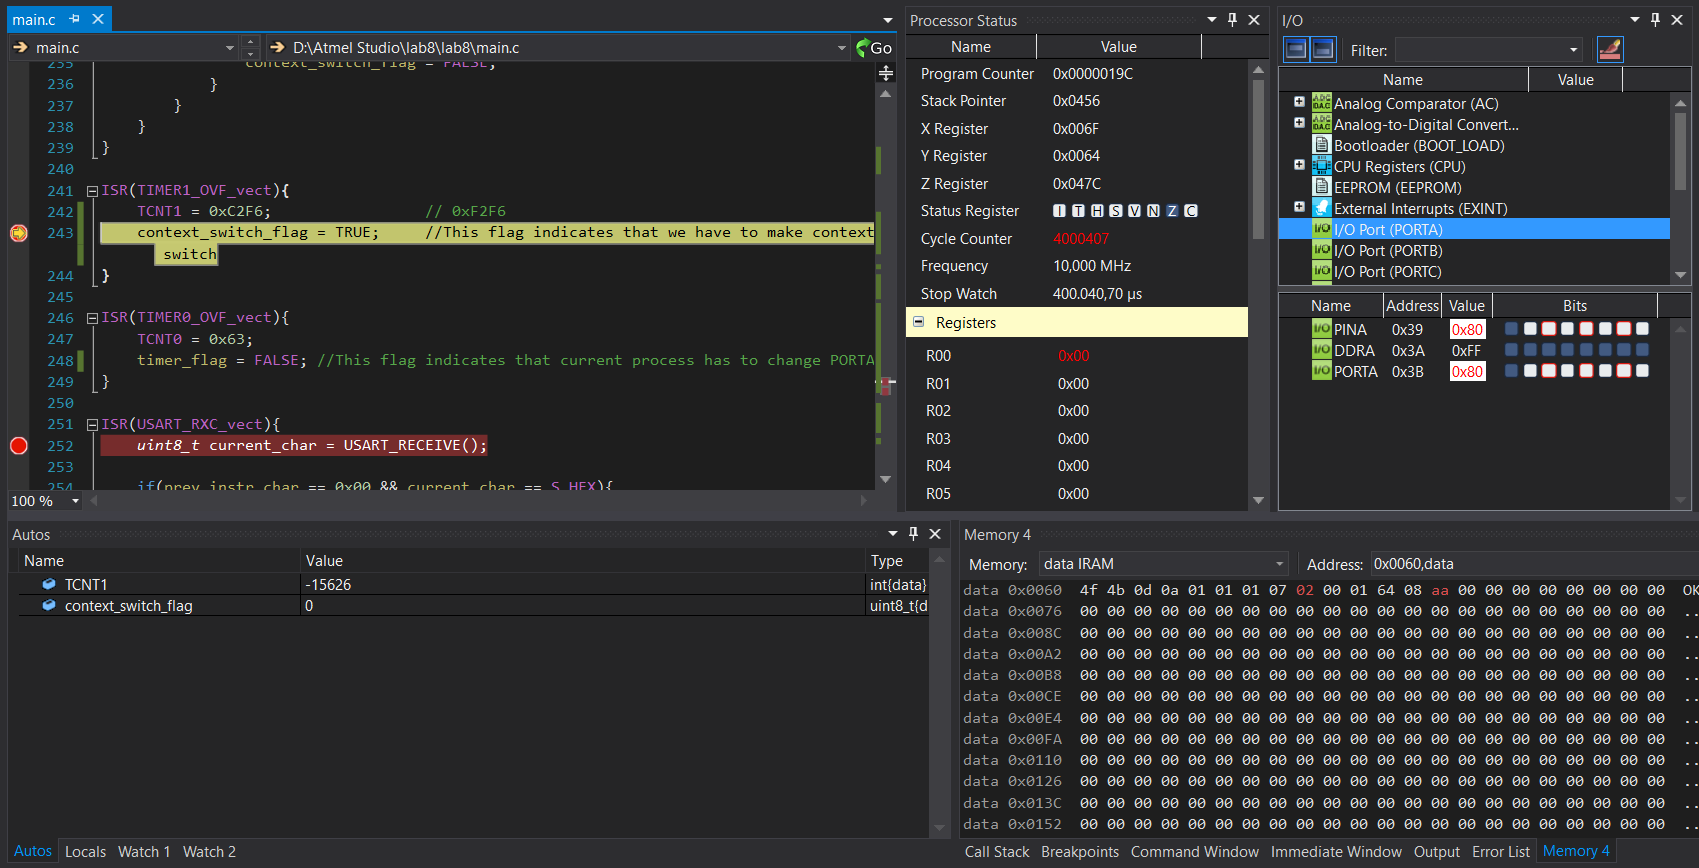 main.c
main.c
D:\Atmel Studio\lab8\lab8\main.c
Go
235 context_switch_flag = FALSE;
236 }
237 }
238 }
239 }
240
241 ISR(TIMER1_OVF_vect){
242 TCNT1 = 0xC2F6; // 0xF2F6
243 context_switch_flag = TRUE; //This flag indicates that we have to make context
switch
244 }
245
246 ISR(TIMER0_OVF_vect){
247 TCNT0 = 0x63;
248 timer_flag = FALSE; //This flag indicates that current process has to change PORTA
249 }
250
251 ISR(USART_RXC_vect){
252 uint8_t current_char = USART_RECEIVE();
253
254 if(prev_instr_char == 0x00 && current_char == S_HEX){
100 %
Processor Status
Name Value
Program Counter 0x0000019C
Stack Pointer 0x0456
X Register 0x006F
Y Register 0x0064
Z Register 0x047C
Status Register I T H S V N Z C
Cycle Counter 4000407
Frequency 10,000 MHz
Stop Watch 400.040,70 µs
Registers
R00 0x00
R01 0x00
R02 0x00
R03 0x00
R04 0x00
R05 0x00
I/O
Filter:
Name Value
Analog Comparator (AC)
Analog-to-Digital Convert...
Bootloader (BOOT_LOAD)
CPU Registers (CPU)
EEPROM (EEPROM)
External Interrupts (EXINT)
I/O Port (PORTA)
I/O Port (PORTB)
I/O Port (PORTC)
Name Address Value Bits
PINA 0x39 0x80
DDRA 0x3A 0xFF
PORTA 0x3B 0x80
Autos
Name Value Type
TCNT1 -15626 int{data}
context_switch_flag 0 uint8_t{d
Autos Locals Watch 1 Watch 2
Memory 4
Memory: data IRAM Address: 0x0060,data
data 0x0060 4f 4b 0d 0a 01 01 01 07 02 00 01 64 08 aa 00 00 00 00 00 00 00 00 OK
data 0x0076 00 00 00 00 00 00 00 00 00 00 00 00 00 00 00 00 00 00 00 00 00 00 ..
data 0x008C 00 00 00 00 00 00 00 00 00 00 00 00 00 00 00 00 00 00 00 00 00 00 ..
data 0x00A2 00 00 00 00 00 00 00 00 00 00 00 00 00 00 00 00 00 00 00 00 00 00 ..
data 0x00B8 00 00 00 00 00 00 00 00 00 00 00 00 00 00 00 00 00 00 00 00 00 00 ..
data 0x00CE 00 00 00 00 00 00 00 00 00 00 00 00 00 00 00 00 00 00 00 00 00 00 ..
data 0x00E4 00 00 00 00 00 00 00 00 00 00 00 00 00 00 00 00 00 00 00 00 00 00 ..
data 0x00FA 00 00 00 00 00 00 00 00 00 00 00 00 00 00 00 00 00 00 00 00 00 00 ..
data 0x0110 00 00 00 00 00 00 00 00 00 00 00 00 00 00 00 00 00 00 00 00 00 00 ..
data 0x0126 00 00 00 00 00 00 00 00 00 00 00 00 00 00 00 00 00 00 00 00 00 00 ..
data 0x013C 00 00 00 00 00 00 00 00 00 00 00 00 00 00 00 00 00 00 00 00 00 00 ..
data 0x0152 00 00 00 00 00 00 00 00 00 00 00 00 00 00 00 00 00 00 00 00 00 00 ..
Call Stack Breakpoints Command Window Immediate Window Output Error List Memory 4